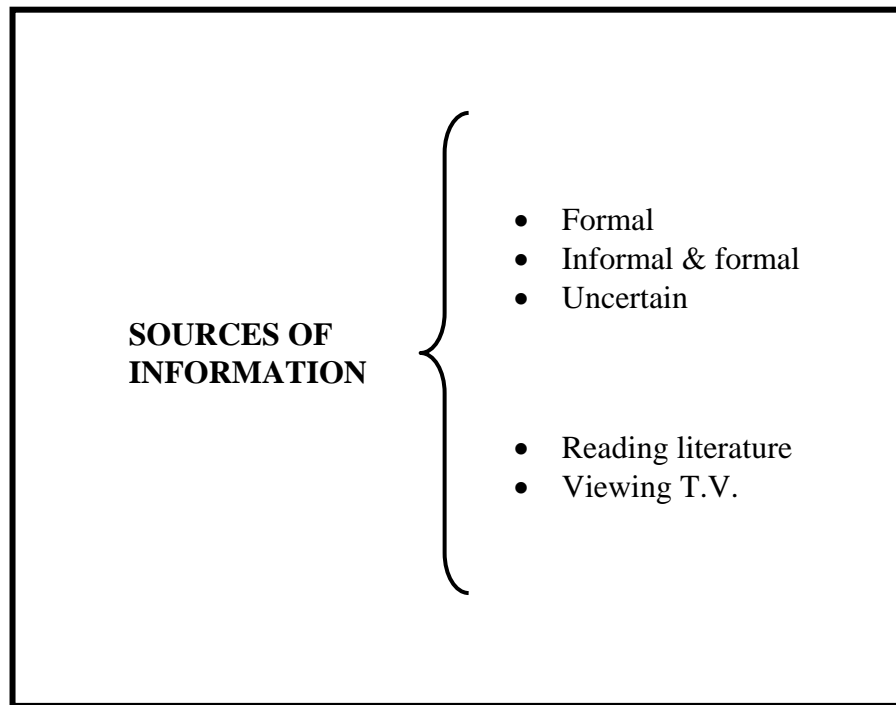 SOURCES OF
INFORMATION
• Formal
• Informal & formal
• Uncertain
• Reading literature
• Viewing T.V.